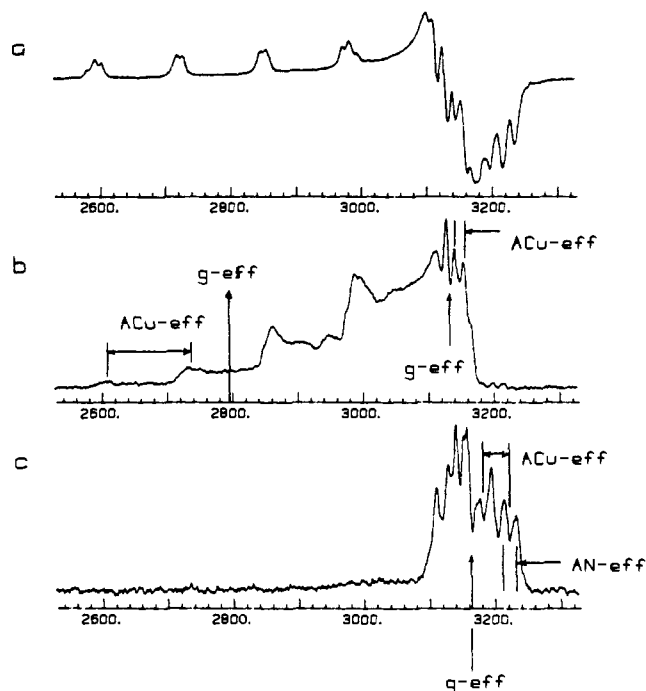 a
2600. 2800. 3000. 3200.
b
ACu-eff
g-eff
ACu-eff
g-eff
2600. 2800. 3000. 3200.
c
ACu-eff
AN-eff
2600. 2800. 3000. 3200.
g-eff